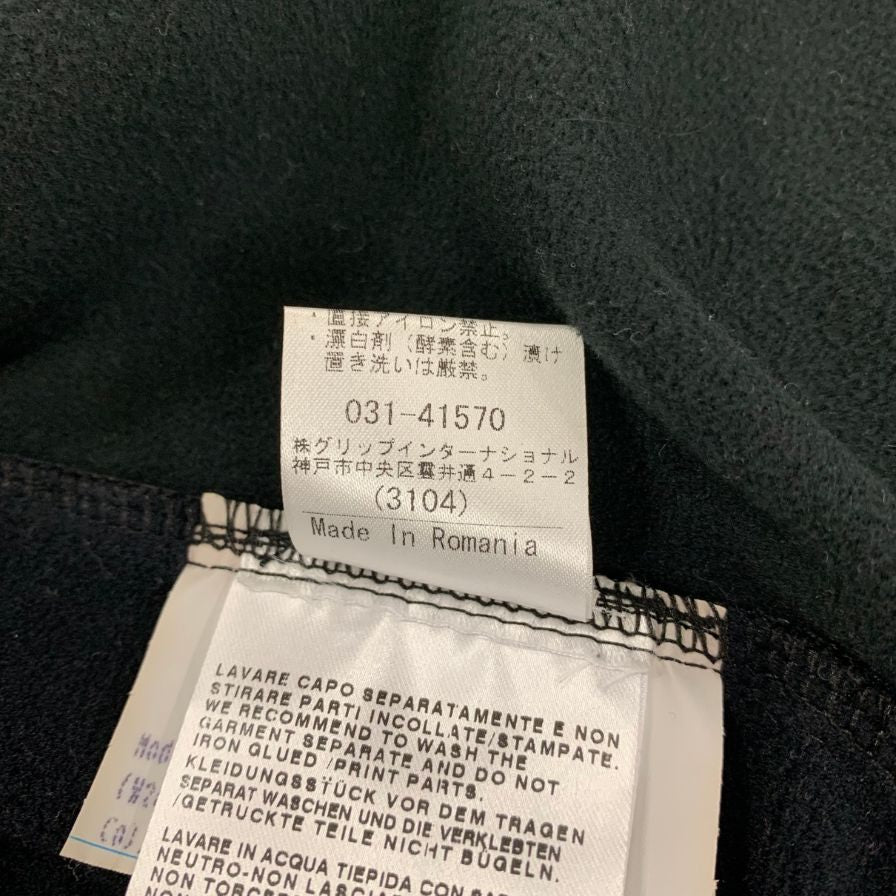 ・直接アイロン禁止。
・漂白剤（酵素含む）漬け
置き洗いは厳禁。
031-41570
株グリップインターナショナル
神戸市中央区雲井通4-2-2
(3104)
Made In Romania
LAVARE CAPO SEPARATAMENTE E NON
STIRARE PARTI INCOLLATE/STAMPATE.
WE RECOMMEND TO WASH THE
GARMENT SEPARATE AND DO NOT
IRON GLUED /PRINT PARTS.
KLEIDUNGSSTÜCK VOR DEM TRAGEN
SEPARAT WASCHEN UND DIE VERKLEBTEN
/GETRUCKTE TEILE NICHT BÜGELN.
LAVARE IN ACQUA TIEPIDA CON
NEUTRO-NON
NON